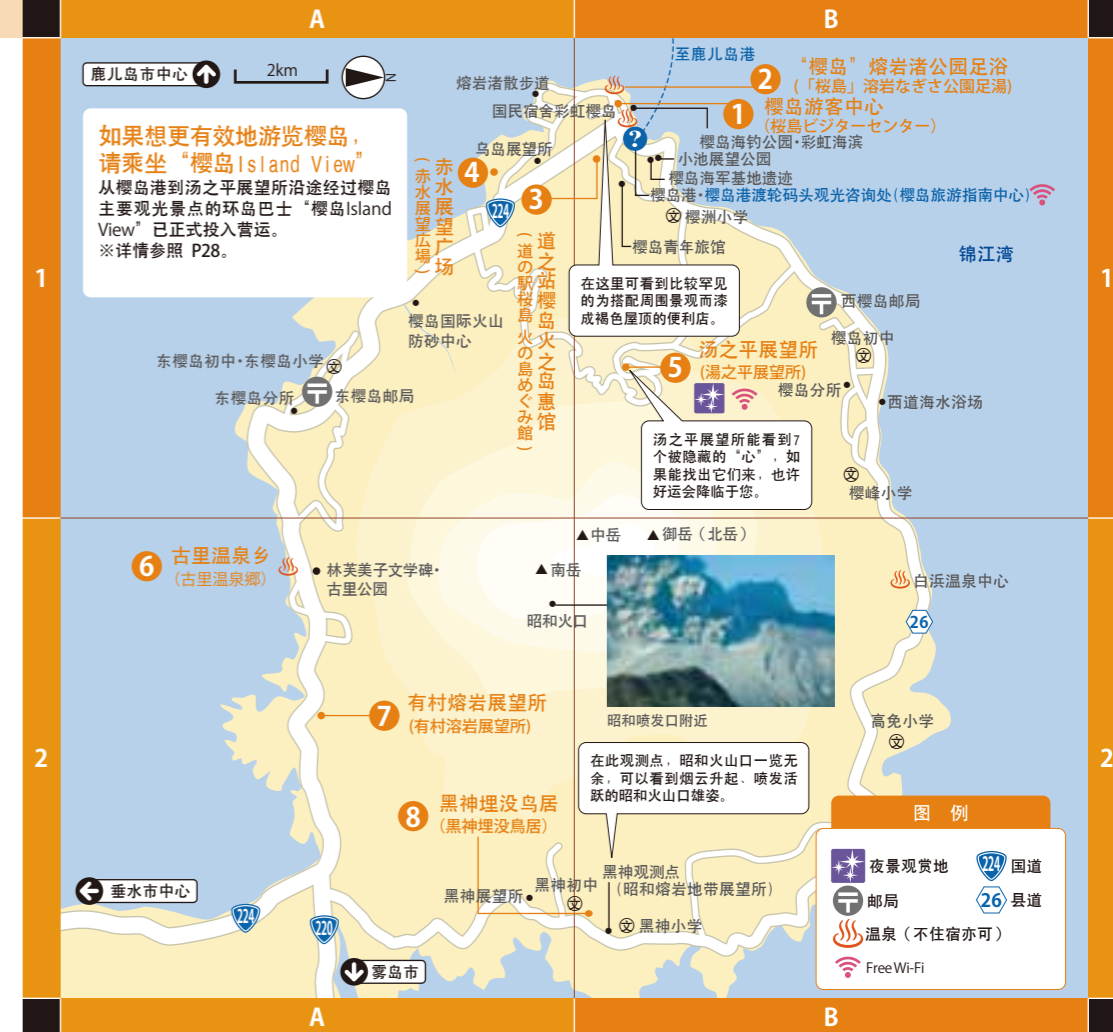 A
B
1
1
2
2
A
B
鹿儿岛市中心
2km
N
如果想更有效地游览樱岛，
请乘坐“樱岛Island View”
从樱岛港到汤之平展望所沿途经过樱岛
主要观光景点的环岛巴士“樱岛Island
View”已正式投入营运。
※详情参照 P28。
至鹿儿岛港
熔岩渚散步道
国民宿舍彩虹樱岛
乌岛展望所
2
“樱岛”熔岩渚公园足浴
(「桜島」溶岩なぎさ公園足湯)
1
樱岛游客中心
(桜島ビジターセンター)
樱岛海钓公园·彩虹海滨
小池展望公园
樱岛海军基地遗迹
?
樱岛港·樱岛港渡轮码头观光咨询处(樱岛旅游指南中心)
文 樱洲小学
樱岛青年旅馆
锦江湾
4
赤水展望广场
(赤水展望広場)
224
3
道之站樱岛火之岛惠馆
(道の駅桜島 火の島めぐみ館)
在这里可看到比较罕见
的为搭配周围景观而漆
成褐色屋顶的便利店。
樱岛国际火山
防砂中心
西樱岛邮局
樱岛初中
文
5
汤之平展望所
(湯之平展望所)
樱岛分所
西道海水浴场
东樱岛初中·东樱岛小学
文
东樱岛分所
东樱岛邮局
汤之平展望所能看到7
个被隐藏的“心”，如
果能找出它们来，也许
好运会降临于您。
文
樱峰小学
▲中岳
▲御岳（北岳）
▲南岳
昭和火口
昭和喷发口附近
6
古里温泉乡
(古里温泉郷)
林芙美子文学碑·
古里公园
白浜温泉中心
26
7
有村熔岩展望所
(有村溶岩展望所)
高免小学
文
在此观测点，昭和火山口一览无
余，可以看到烟云升起、喷发活
跃的昭和火山口雄姿。
8
黑神埋没鸟居
(黒神埋没鳥居)
黑神展望所
黑神初中
文
黑神观测点
(昭和熔岩地带展望所)
文 黑神小学
垂水市中心
224
220
雾岛市
图 例
夜景观赏地
224 国道
邮局
26 县道
温泉（不住宿亦可）
Free Wi-Fi